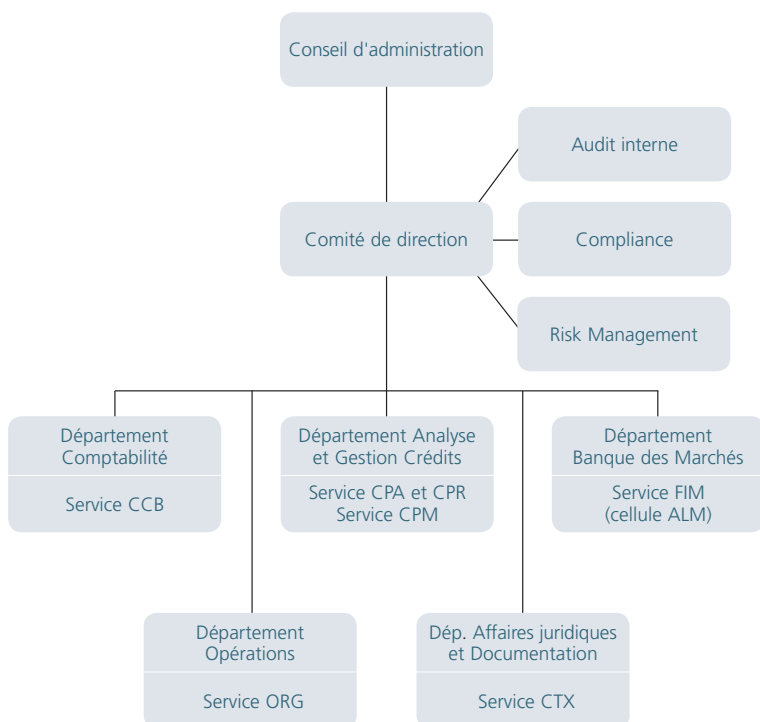 Conseil d'administration
Audit interne
Comité de direction
Compliance
Risk Management
Département
Comptabilité
Service CCB
Département Analyse
et Gestion Crédits
Service CPA et CPR
Service CPM
Département
Banque des Marchés
Service FIM
(cellule ALM)
Département
Opérations
Service ORG
Dép. Affaires juridiques
et Documentation
Service CTX